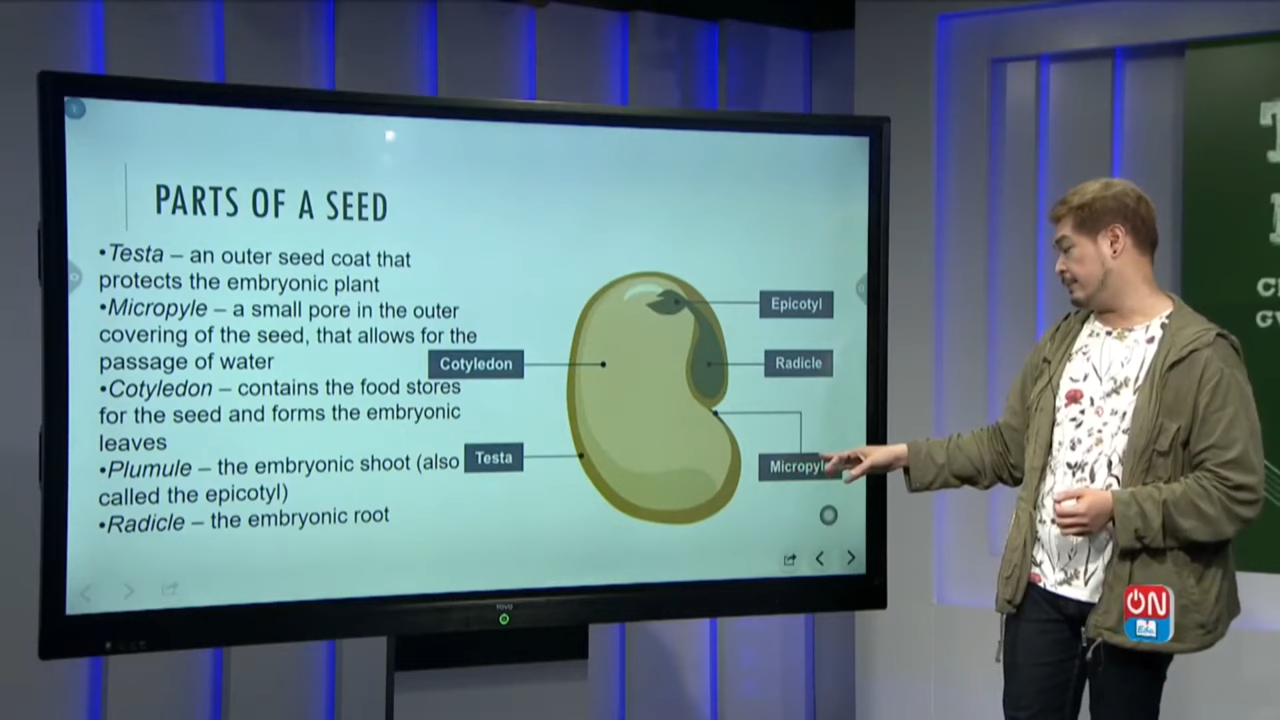 PARTS OF A SEED
•Testa – an outer seed coat that
protects the embryonic plant
•Micropyle – a small pore in the outer
covering of the seed, that allows for the
passage of water
•Cotyledon – contains the food stores
for the seed and forms the embryonic
leaves
•Plumule – the embryonic shoot (also
called the epicotyl)
•Radicle – the embryonic root
Epicotyl
Cotyledon
Radicle
Testa
Micropyl
ON
Edu